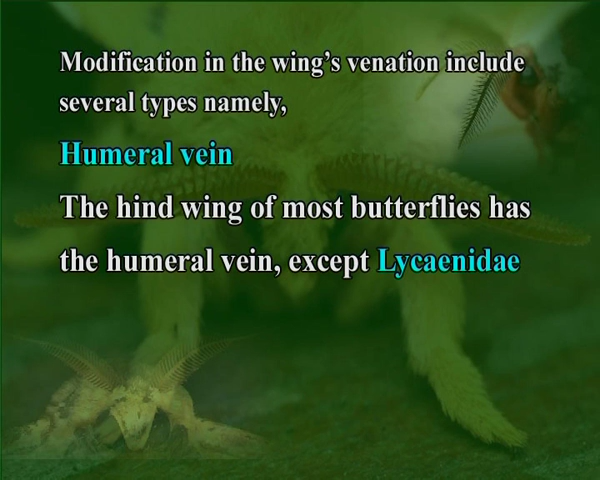 Modification in the wing’s venation include
several types namely,
Humeral vein
The hind wing of most butterflies has
the humeral vein, except Lycaenidae